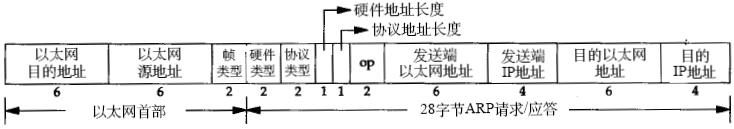 硬件地址长度
协议地址长度
以太网 以太网 帧 硬件 协议 op 发送端 发送端 目的以太网 目的
目的地址 源地址 类型 类型 类型 以太网地址 IP地址 地址 IP地址
6 6 2 2 2 1 1 2 6 4 6 4
以太网首部 28字节ARP请求/应答